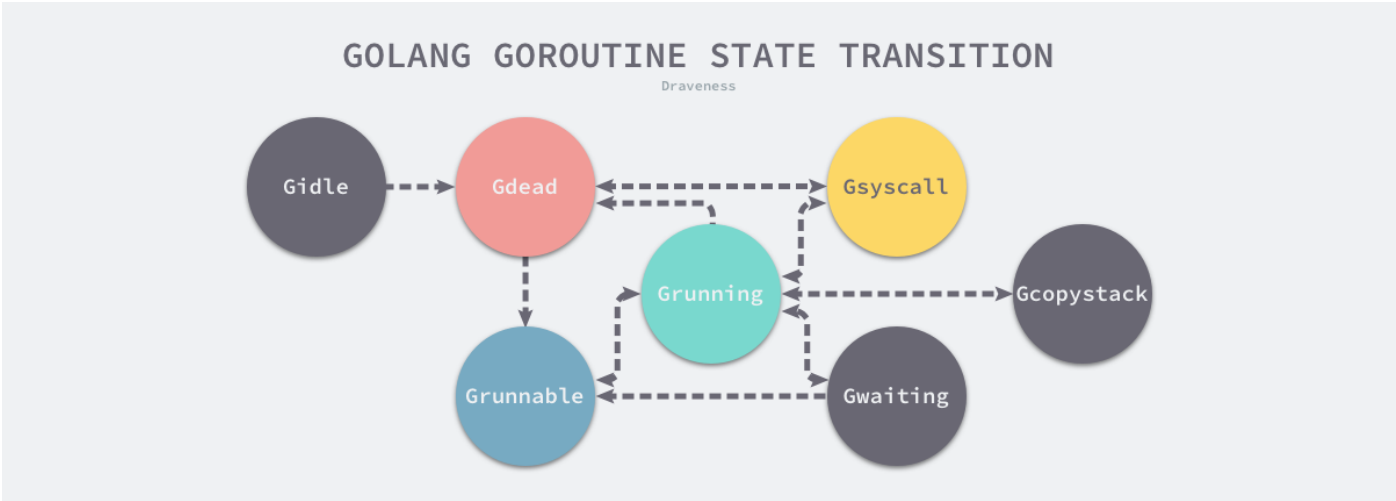 GOLANG GOROUTINE STATE TRANSITION
Draveness
Gidle
Gdead
Gsyscall
Grunning
Gcopystack
Grunnable
Gwaiting